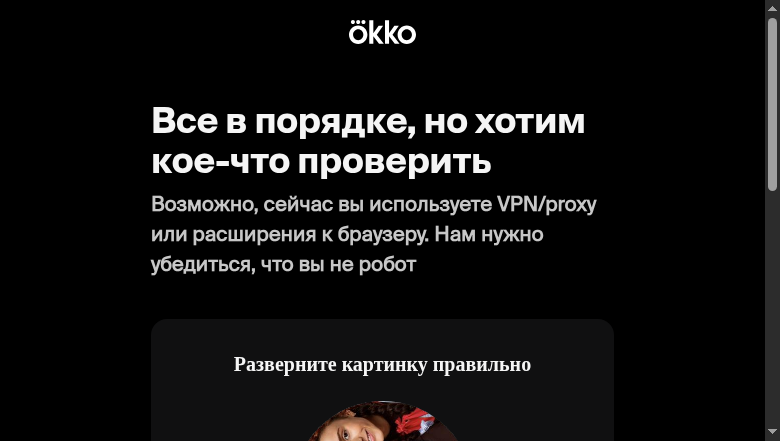 ökko
Все в порядке, но хотим
кое-что проверить
Возможно, сейчас вы используете VPN/proxy
или расширения к браузеру. Нам нужно
убедиться, что вы не робот
Разверните картинку правильно